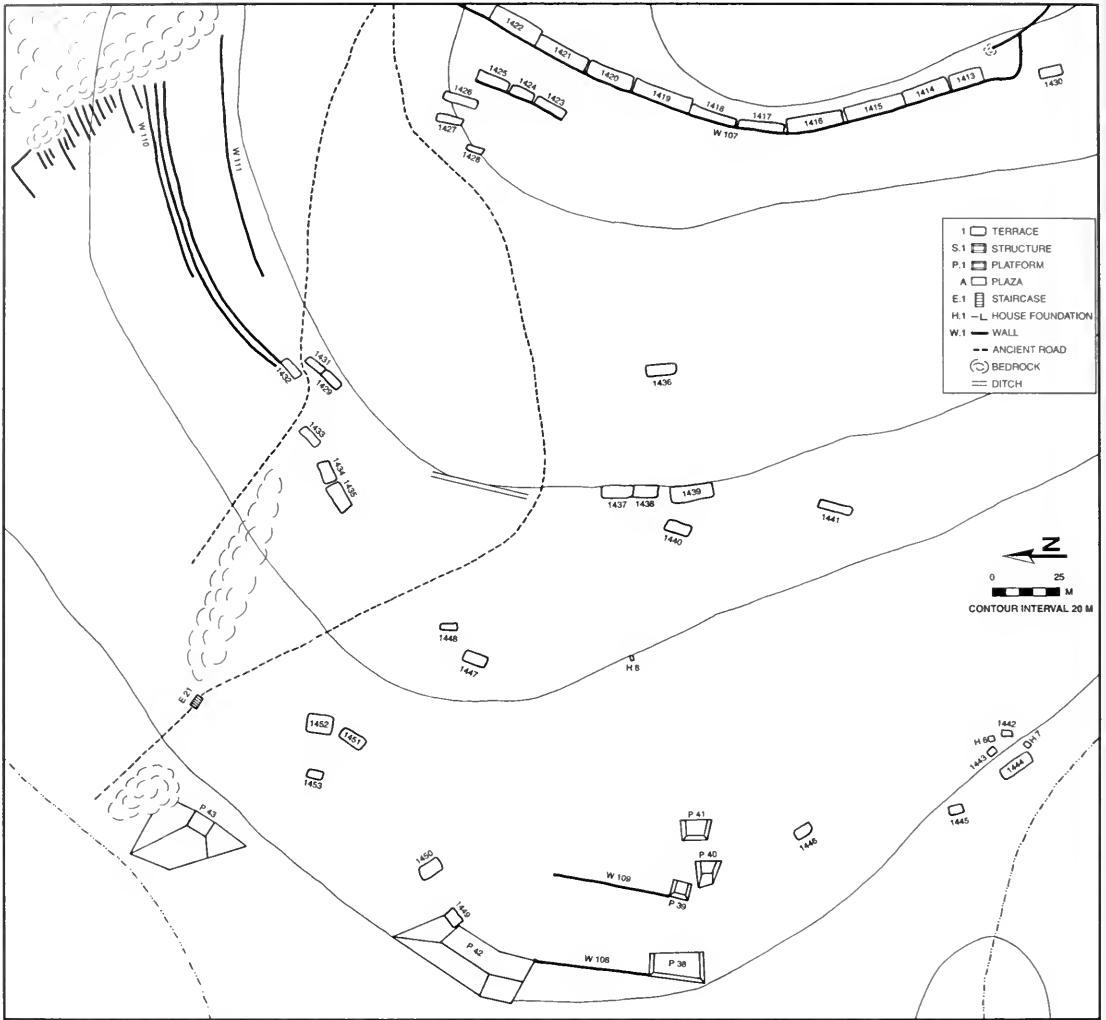 1422
1421
1420
1419
1418
1417
1416
1415
1414
1413
1430
1425
1424
1423
1426
1427
1428
W 107
W 110
W 111
1 TERRACE
S.1 STRUCTURE
P.1 PLATFORM
A PLAZA
E.1 STAIRCASE
H.1 HOUSE FOUNDATION
W.1 WALL
ANCIENT ROAD
BEDROCK
DITCH
1431
1429
1432
1436
1433
1434
1435
1437
1438
1439
1440
1441
N
0 25
M
CONTOUR INTERVAL 20 M
1448
1447
H 8
E 21
1452
1451
1453
1442
H 6
H 7
1443
1444
1445
1446
P 43
P 41
P 40
P 39
W 109
1450
1449
P 42
W 108
P 38